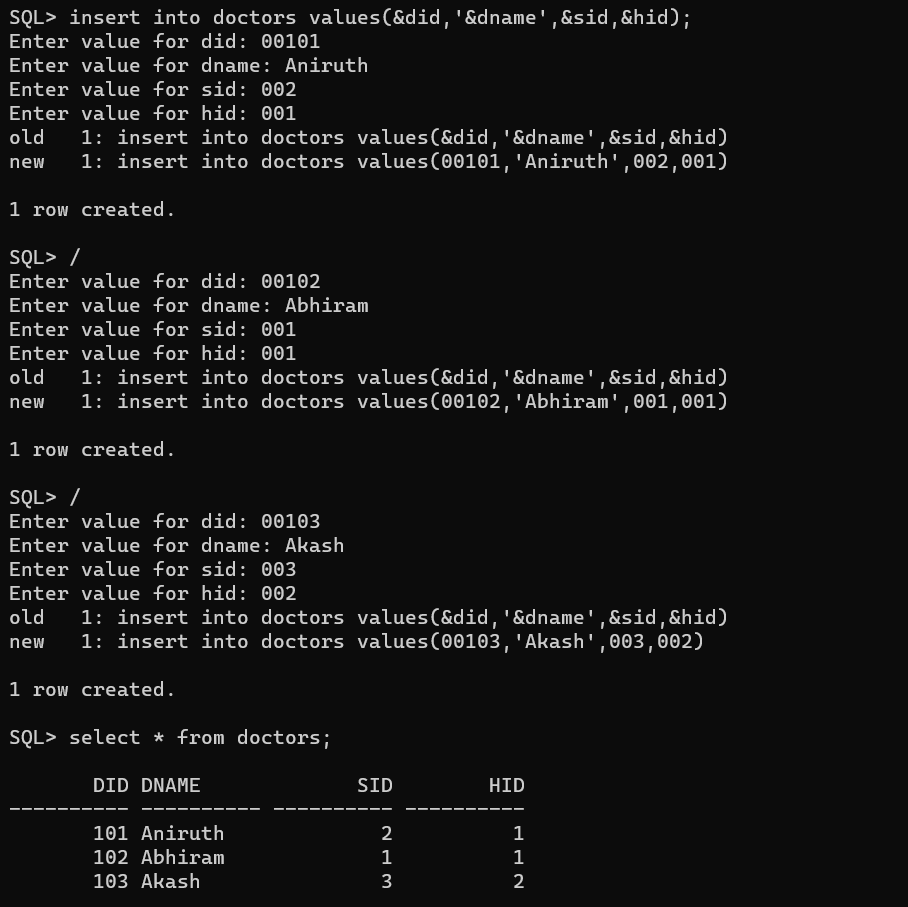 SQL> insert into doctors values(&did,'&dname',&sid,&hid);
Enter value for did: 00101
Enter value for dname: Aniruth
Enter value for sid: 002
Enter value for hid: 001
old   1: insert into doctors values(&did,'&dname',&sid,&hid)
new   1: insert into doctors values(00101,'Aniruth',002,001)

1 row created.

SQL> /
Enter value for did: 00102
Enter value for dname: Abhiram
Enter value for sid: 001
Enter value for hid: 001
old   1: insert into doctors values(&did,'&dname',&sid,&hid)
new   1: insert into doctors values(00102,'Abhiram',001,001)

1 row created.

SQL> /
Enter value for did: 00103
Enter value for dname: Akash
Enter value for sid: 003
Enter value for hid: 002
old   1: insert into doctors values(&did,'&dname',&sid,&hid)
new   1: insert into doctors values(00103,'Akash',003,002)

1 row created.

SQL> select * from doctors;

       DID DNAME             SID        HID
---------- ---------- ---------- ----------
       101 Aniruth             2          1
       102 Abhiram             1          1
       103 Akash               3          2